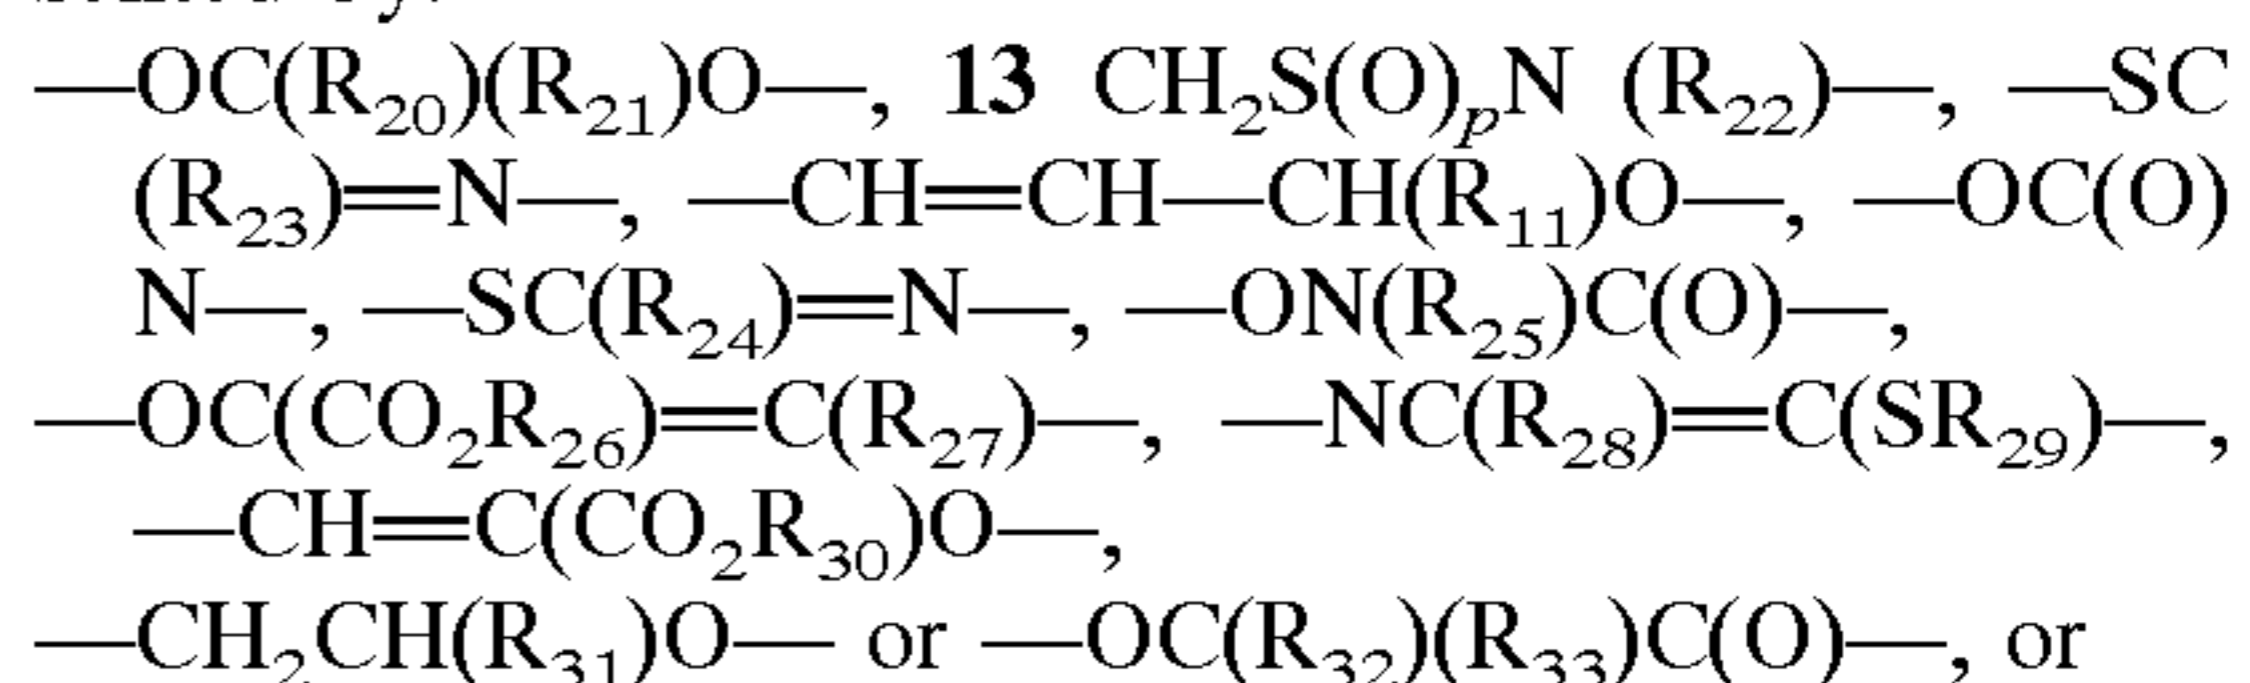 —OC(R₂₀)(R₂₁)O—, 13 CH₂S(O)ₚN (R₂₂)—, —SC
(R₂₃)=N—, —CH=CH—CH(R₁₁)O—, —OC(O)
N—, —SC(R₂₄)=N—, —ON(R₂₅)C(O)—,
—OC(CO₂R₂₆)=C(R₂₇)—, —NC(R₂₈)=C(SR₂₉)—,
—CH=C(CO₂R₃₀)O—,
—CH₂CH(R₃₁)O— or —OC(R₃₂)(R₃₃)C(O)—, or